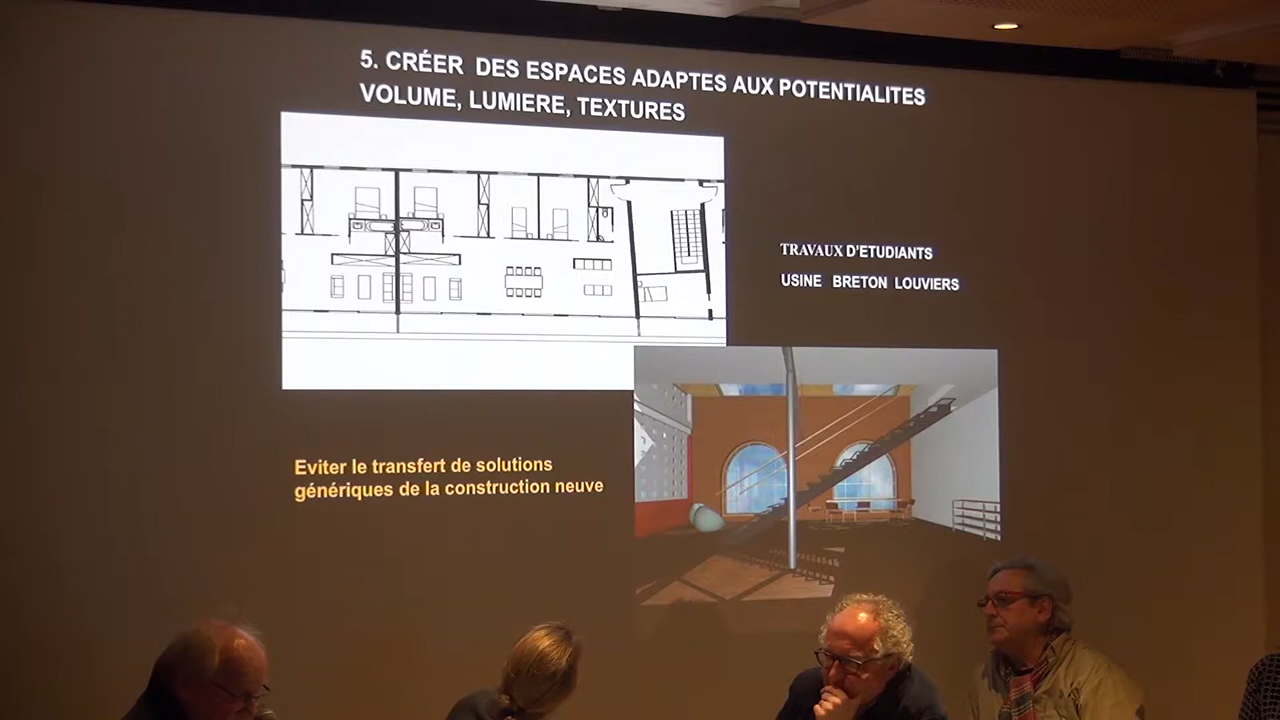 5. CRÉER DES ESPACES ADAPTES AUX POTENTIALITES
VOLUME, LUMIERE, TEXTURES
TRAVAUX D'ETUDIANTS
USINE BRETON LOUVIERS
Eviter le transfert de solutions
génériques de la construction neuve